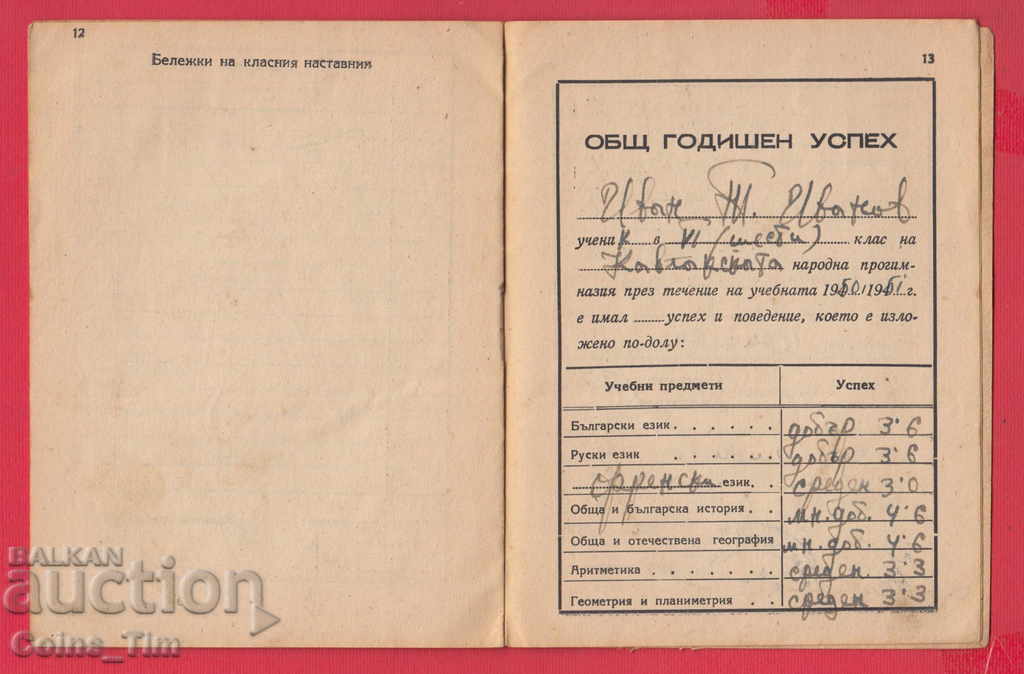 12
Бележки на класния наставник
13
ОБЩ ГОДИШЕН УСПЕХ
Иван Т. Иванов
ученик в VI (шести) клас на
народна прогим-
назия през течение на учебната 1950/1951 г.
е имал ........ успех и поведение, което е изло-
жено по-долу:
Учебни предмети Успех
Български език. . . . . . . добър 3·6
Руски език . . . . . . добър 3·6
френски език. . среден 3·0
Обща и българска история. . мн. доб. 4·6
Обща и отечествена география мн. доб. 4·6
Аритметика . . . . . . . среден 3·3
Геометрия и планиметрия . . среден 3·3
BALKAN
auction
Coins_Tim